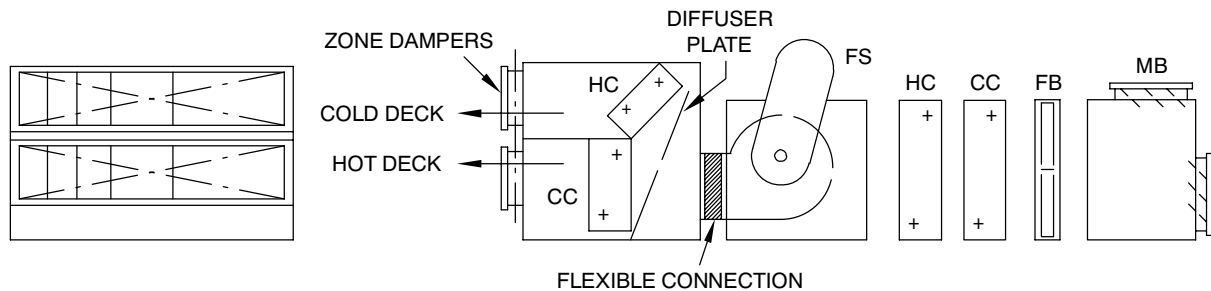 ZONE DAMPERS
DIFFUSER
PLATE
FS
HC
CC
FB
MB
HC
COLD DECK
HOT DECK
CC
FLEXIBLE CONNECTION